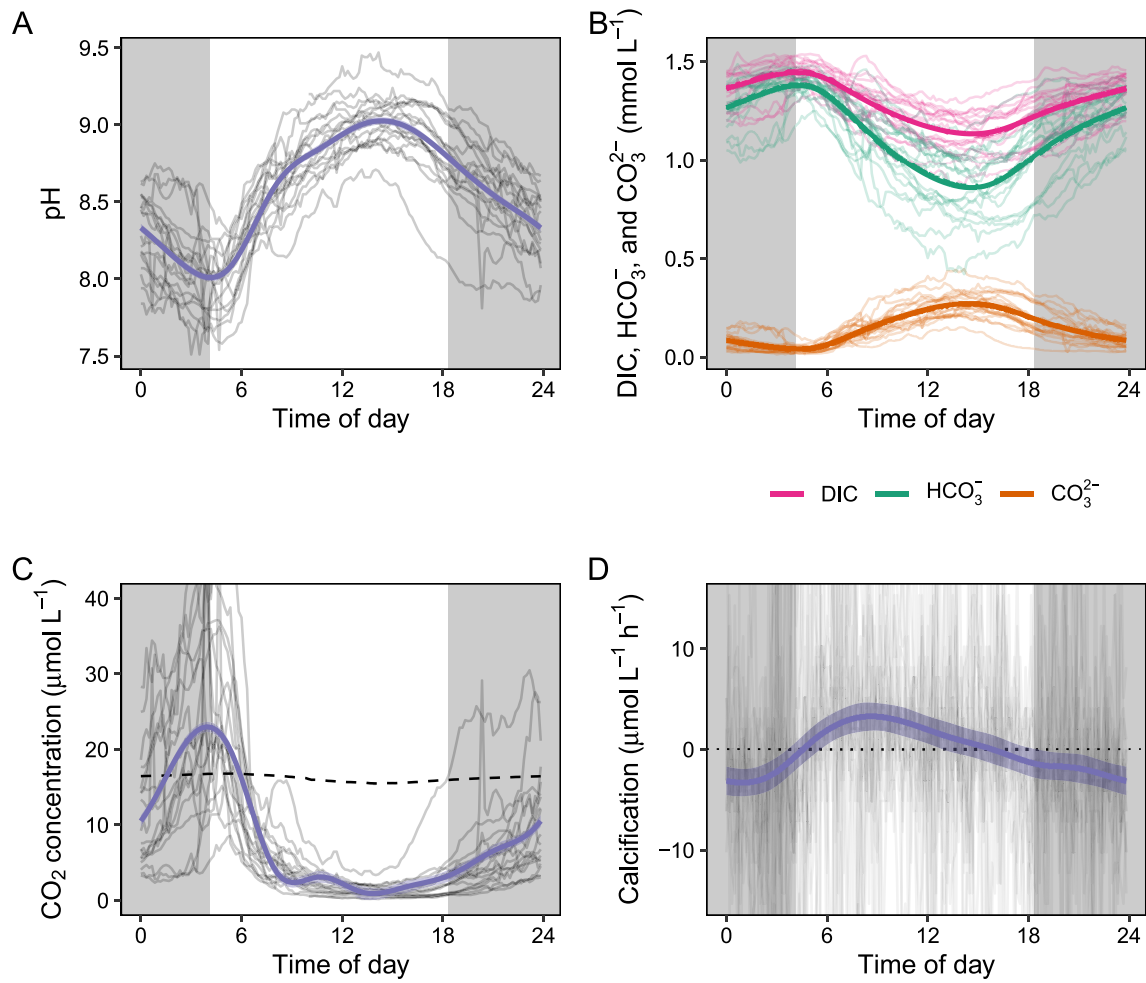 A
pH
9.5
9.0
8.5
8.0
7.5
0 6 12 18 24
Time of day
B
DIC, HCO₃⁻, and CO₃²⁻ (mmol L⁻¹)
1.5
1.0
0.5
0.0
0 6 12 18 24
Time of day
DIC HCO₃⁻ CO₃²⁻
C
CO₂ concentration (µmol L⁻¹)
40
30
20
10
0
0 6 12 18 24
Time of day
D
Calcification (µmol L⁻¹ h⁻¹)
10
0
−10
0 6 12 18 24
Time of day